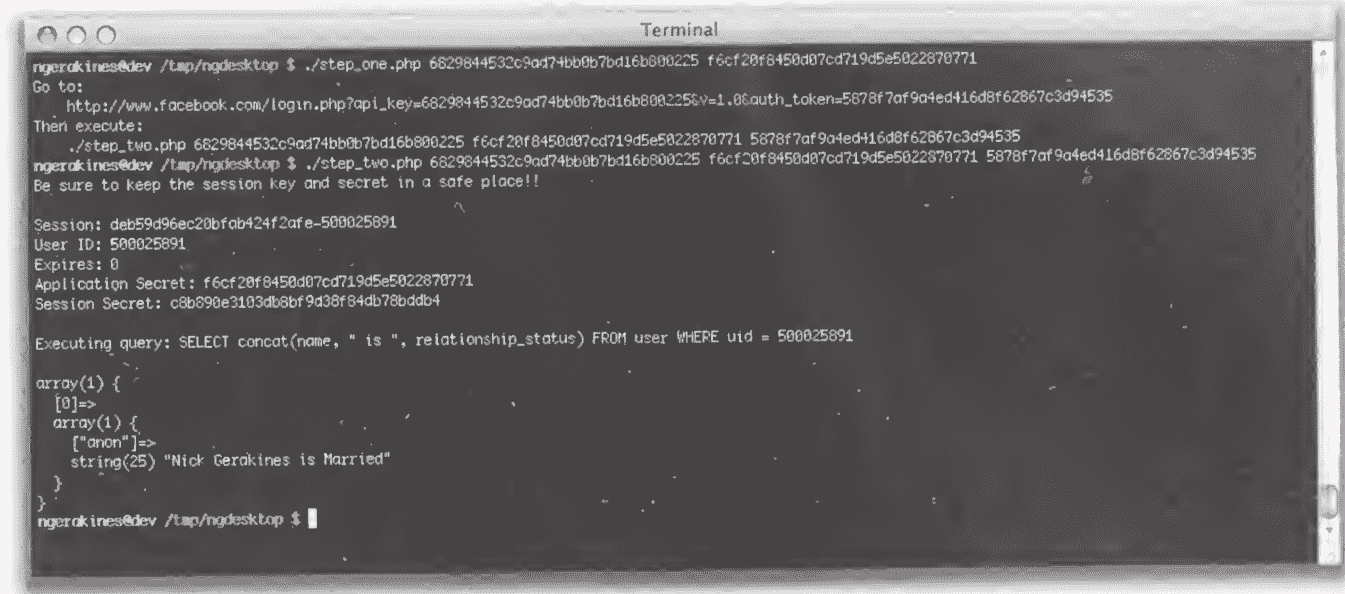 Terminal
ngerakines@dev /tmp/ngdesktop $ ./step_one.php 6829844532c9ad74bb0b7bd16b800225 f6cf20f8450d07cd719d5e5022870771
Go to:
http://www.facebook.com/login.php?api_key=6829844532c9ad74bb0b7bd16b800225&v=1.0&auth_token=5878f7af9a4ed416d8f62867c3d94535
Then execute:
./step_two.php 6829844532c9ad74bb0b7bd16b800225 f6cf20f8450d07cd719d5e5022870771 5878f7af9a4ed416d8f62867c3d94535
ngerakines@dev /tmp/ngdesktop $ ./step_two.php 6829844532c9ad74bb0b7bd16b800225 f6cf20f8450d07cd719d5e5022870771 5878f7af9a4ed416d8f62867c3d94535
Be sure to keep the session key and secret in a safe place!!
Session: deb59d96ec20bfab424f2afe-500025891
User ID: 500025891
Expires: 0
Application Secret: f6cf20f8450d07cd719d5e5022870771
Session Secret: c8b890e3103db8bf9d38f84db78bddb4
Executing query: SELECT concat(name, " is ", relationship_status) FROM user WHERE uid = 500025891
array(1) {
[0]=>
array(1) {
["anon"]=>
string(25) "Nick Gerakines is Married"
}
}
ngerakines@dev /tmp/ngdesktop $